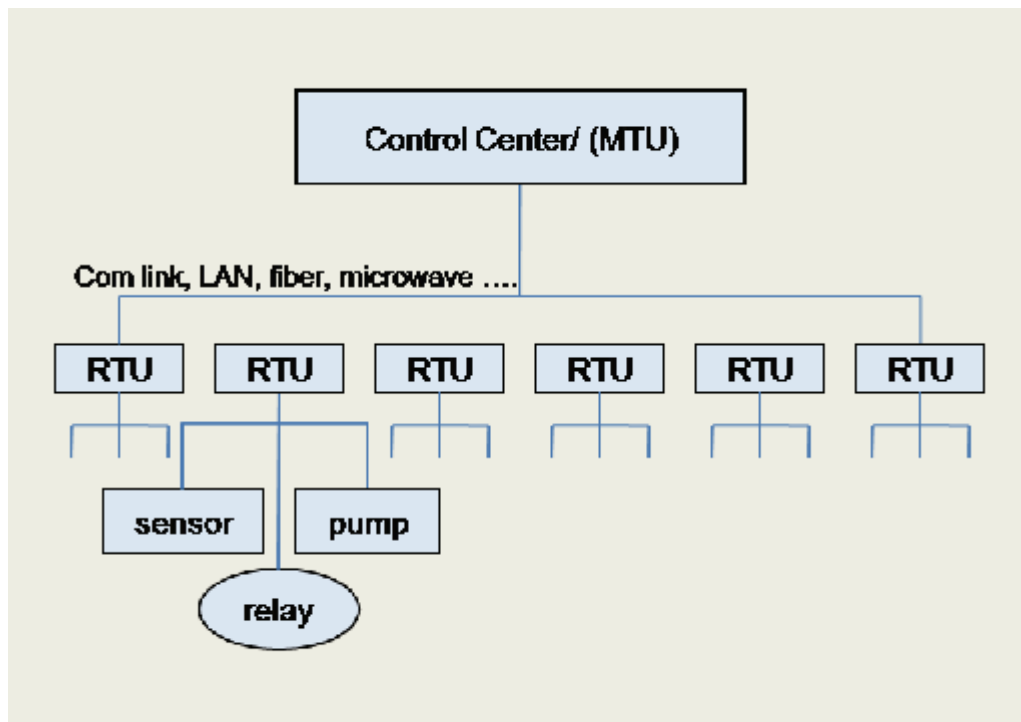 Control Center/ (MTU)
Com link, LAN, fiber, microwave ....
RTU RTU RTU RTU RTU RTU
sensor pump
relay